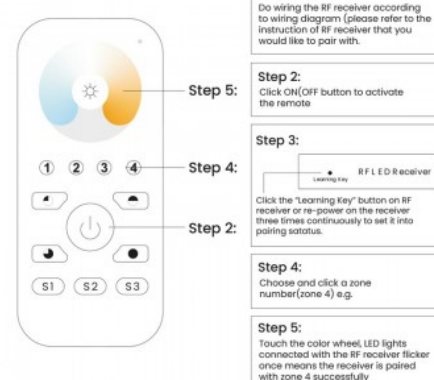 Do wiring the RF receiver according
to wiring diagram (please refer to the
instruction of RF receiver that you
would like to pair with.
Step 2:
Click ON(OFF button to activate
the remote
Step 3:
RF LED Receiver
Learning Key
Click the "Learning Key" button on RF
receiver or re-power on the receiver
three times continuously to set it into
pairing satatus.
Step 4:
Choose and click a zone
number(zone 4) e.g.
Step 5:
Touch the color wheel, LED lights
connected with the RF receiver flicker
once means the receiver is paired
with zone 4 successfully
Step 5:
1 2 3 4
Step 4:
Step 2:
S1 S2 S3